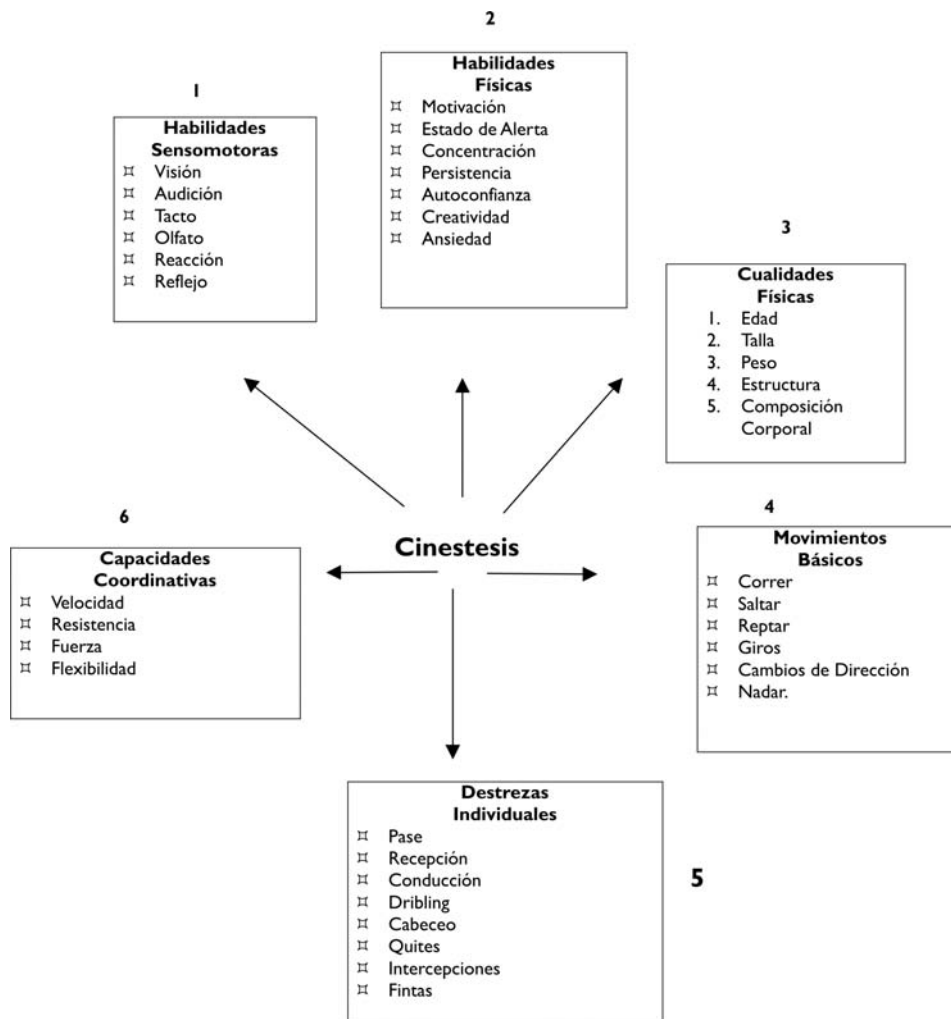 1
Habilidades
Sensomotoras
¤ Visión
¤ Audición
¤ Tacto
¤ Olfato
¤ Reacción
¤ Reflejo
2
Habilidades
Físicas
¤ Motivación
¤ Estado de Alerta
¤ Concentración
¤ Persistencia
¤ Autoconfianza
¤ Creatividad
¤ Ansiedad
3
Cualidades
Físicas
1. Edad
2. Talla
3. Peso
4. Estructura
5. Composición
Corporal
Cinestesis
4
Movimientos
Básicos
¤ Correr
¤ Saltar
¤ Reptar
¤ Giros
¤ Cambios de Dirección
¤ Nadar.
5
Destrezas
Individuales
¤ Pase
¤ Recepción
¤ Conducción
¤ Dribling
¤ Cabeceo
¤ Quites
¤ Intercepciones
¤ Fintas
6
Capacidades
Coordinativas
¤ Velocidad
¤ Resistencia
¤ Fuerza
¤ Flexibilidad